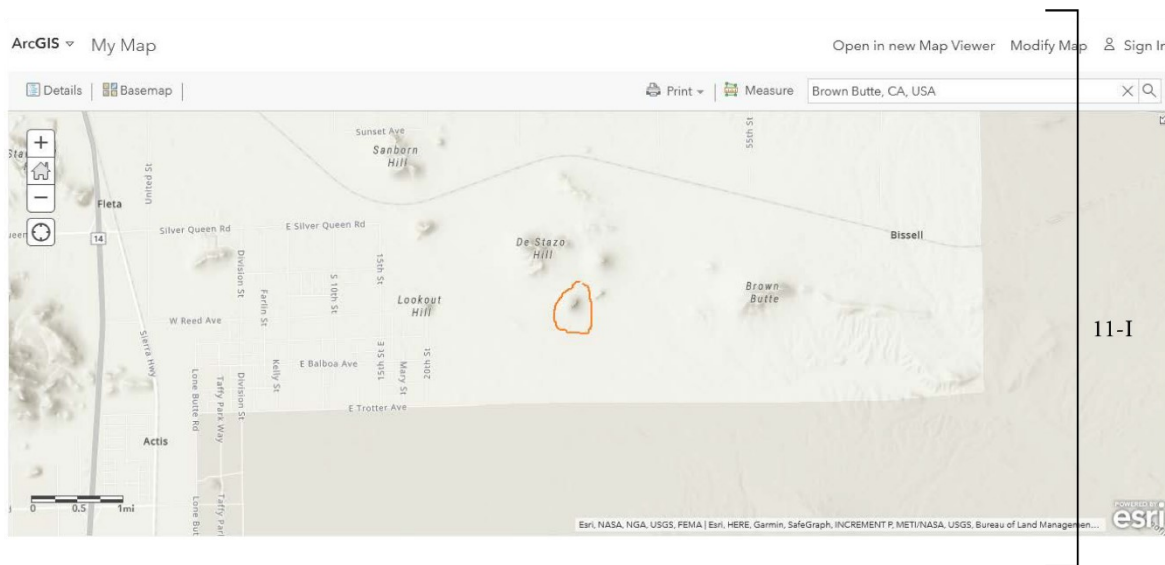 ArcGIS My Map
Open in new Map Viewer Modify Map Sign In
Details Basemap
Print Measure Brown Butte, CA, USA
Sunset Ave
Sanborn
Hill
55th St
United St
Fleta
14
Silver Queen Rd
E Silver Queen Rd
De Stazo
Hill
Bissell
Division St
Farlin St
S 10th St
15th St
Lookout
Hill
Brown
Butte
W Reed Ave
Sierra Hwy
11-I
E Balboa Ave
E 15th St
Mary St
20th St
Kelly St
Lone Butte Rd
Taffy Park Way
Division St
E Trotter Ave
Actis
0 0.5 1mi
Esri, NASA, NGA, USGS, FEMA | Esri, HERE, Garmin, SafeGraph, INCREMENT P, METI/NASA, USGS, Bureau of Land Managemen...
POWERED BY
esri